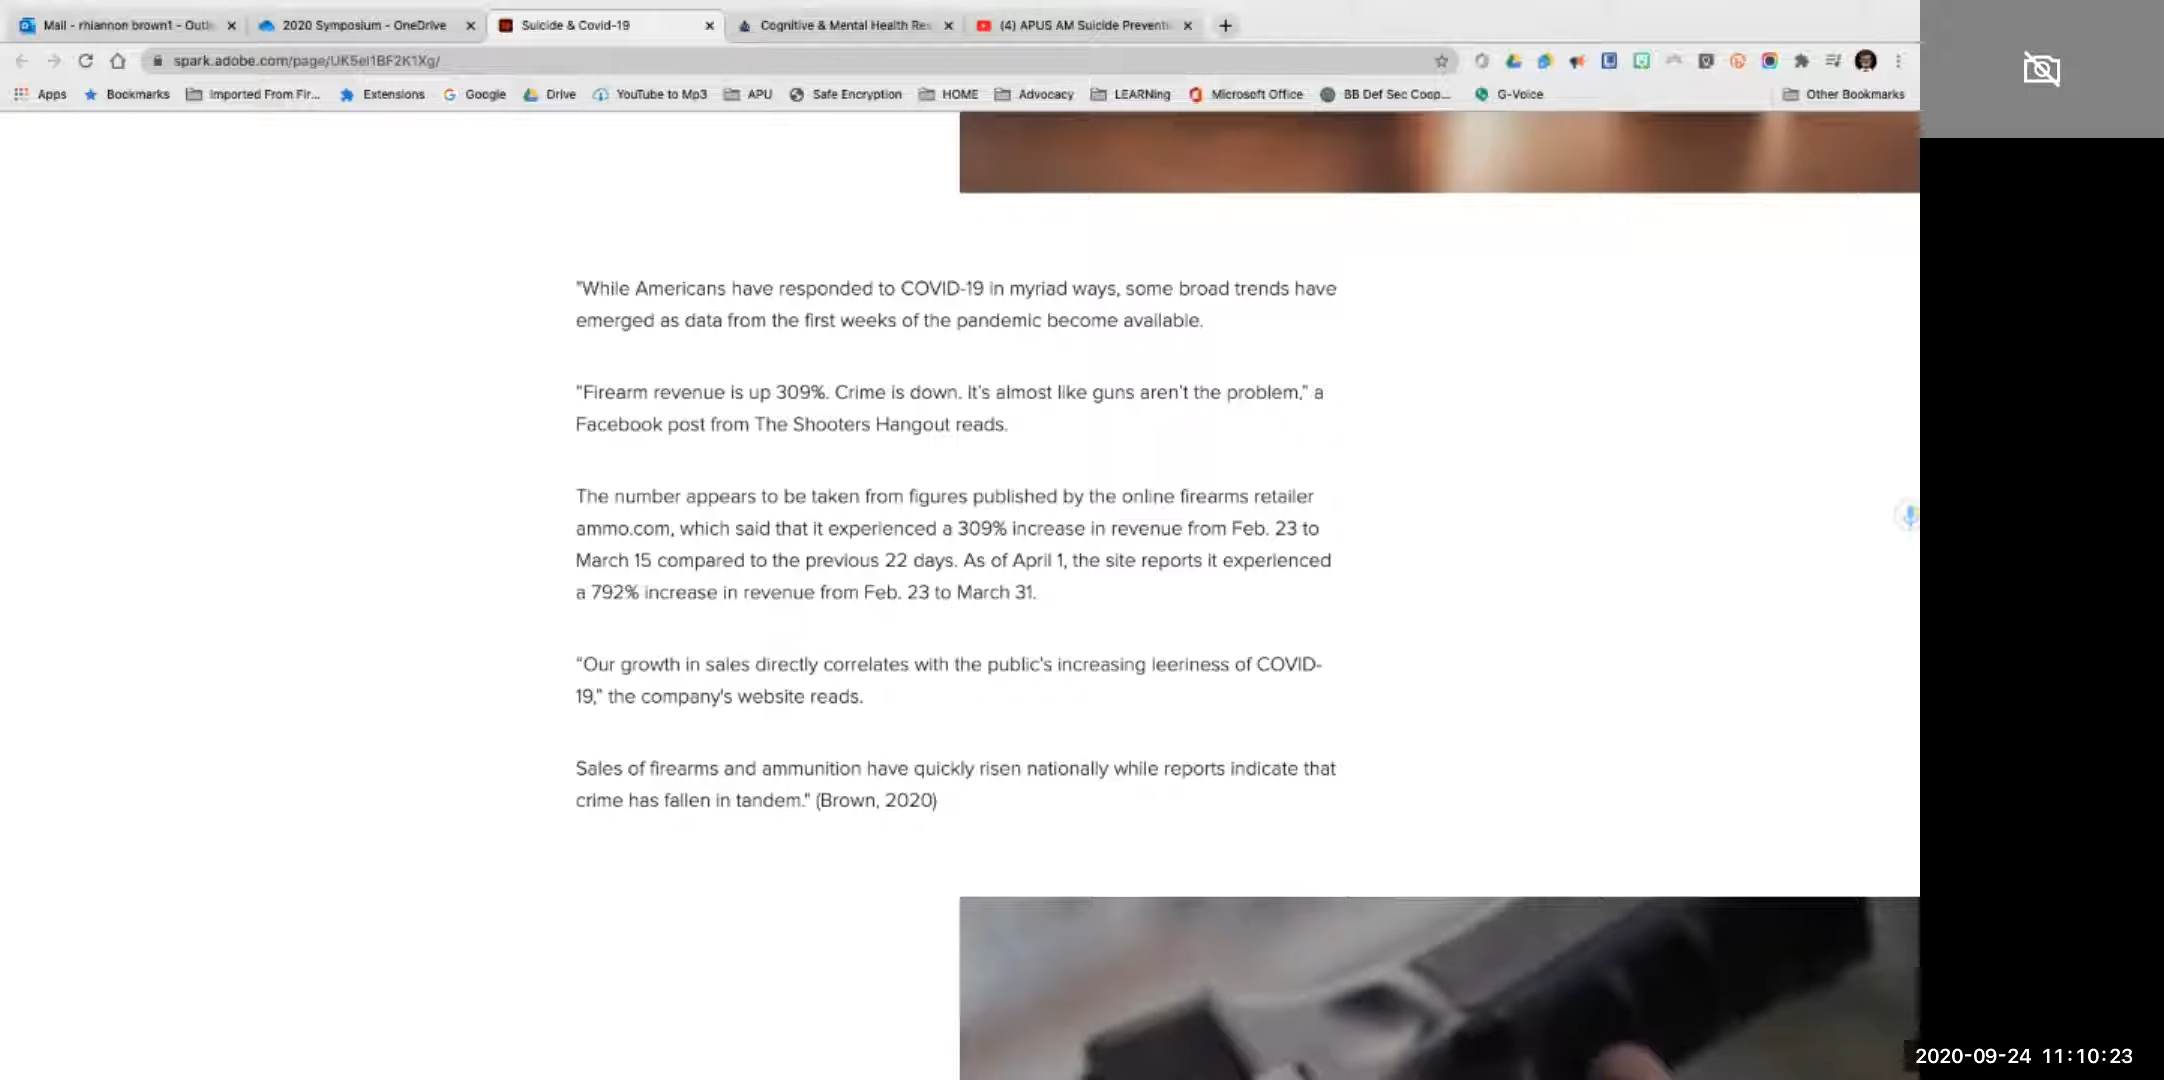 Mail - rhiannon brown1 - Outl
2020 Symposium - OneDrive
Suicide & Covid-19
Cognitive & Mental Health Res
(4) APUS AM Suicide Preventi
spark.adobe.com/page/UK5eI1BF2K1Xg/
Apps
Bookmarks
Imported From Fir...
Extensions
Google
Drive
YouTube to Mp3
APU
Safe Encryption
HOME
Advocacy
LEARNing
Microsoft Office
BB Def Sec Coop...
G-Voice
Other Bookmarks
"While Americans have responded to COVID-19 in myriad ways, some broad trends have
emerged as data from the first weeks of the pandemic become available.
“Firearm revenue is up 309%. Crime is down. It’s almost like guns aren’t the problem,” a
Facebook post from The Shooters Hangout reads.
The number appears to be taken from figures published by the online firearms retailer
ammo.com, which said that it experienced a 309% increase in revenue from Feb. 23 to
March 15 compared to the previous 22 days. As of April 1, the site reports it experienced
a 792% increase in revenue from Feb. 23 to March 31.
“Our growth in sales directly correlates with the public’s increasing leeriness of COVID-
19,” the company's website reads.
Sales of firearms and ammunition have quickly risen nationally while reports indicate that
crime has fallen in tandem." (Brown, 2020)
2020-09-24 11:10:23